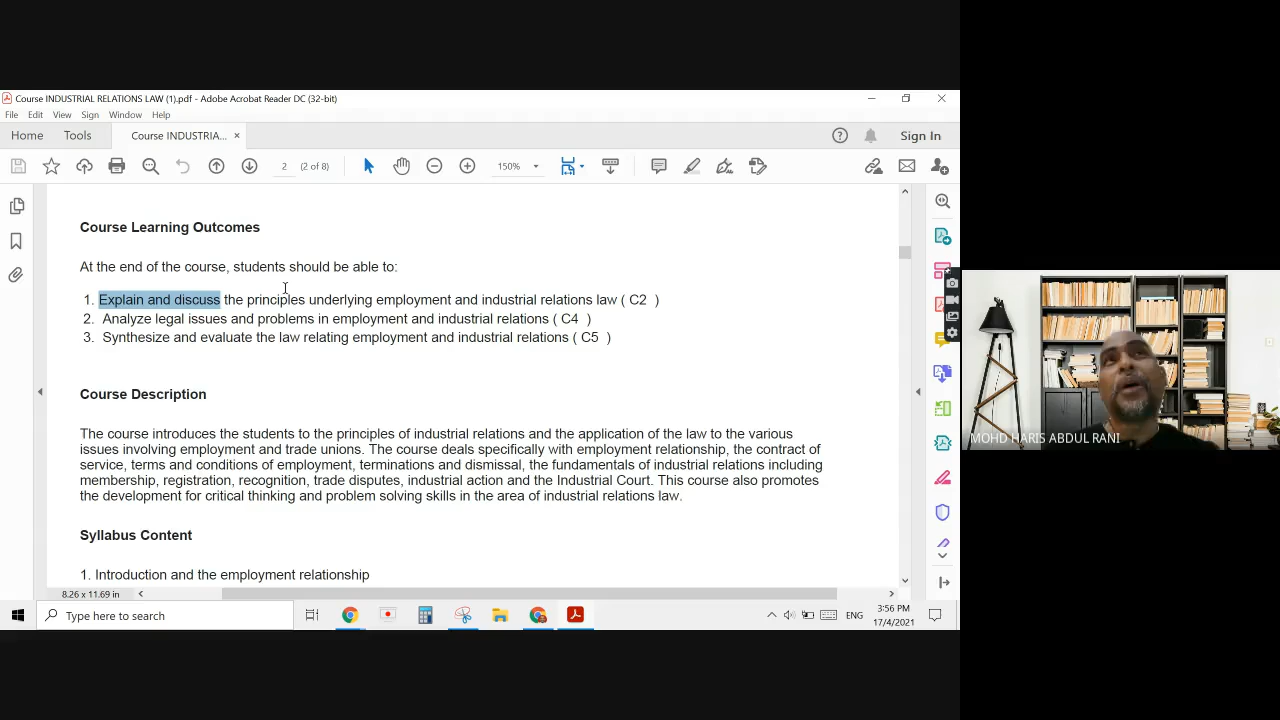 Course INDUSTRIAL RELATIONS LAW (1).pdf - Adobe Acrobat Reader DC (32-bit)
File Edit View Sign Window Help
Home Tools Course INDUSTRIA... × Sign In
2 (2 of 8) 150%
Course Learning Outcomes
At the end of the course, students should be able to:
1. Explain and discuss the principles underlying employment and industrial relations law ( C2 )
2. Analyze legal issues and problems in employment and industrial relations ( C4 )
3. Synthesize and evaluate the law relating employment and industrial relations ( C5 )
Course Description
The course introduces the students to the principles of industrial relations and the application of the law to the various
issues involving employment and trade unions. The course deals specifically with employment relationship, the contract of
service, terms and conditions of employment, terminations and dismissal, the fundamentals of industrial relations including
membership, registration, recognition, trade disputes, industrial action and the Industrial Court. This course also promotes
the development for critical thinking and problem solving skills in the area of industrial relations law.
Syllabus Content
1. Introduction and the employment relationship
8.26 x 11.69 in
Type here to search
ENG
3:56 PM
17/4/2021
MOHD HARIS ABDUL RANI